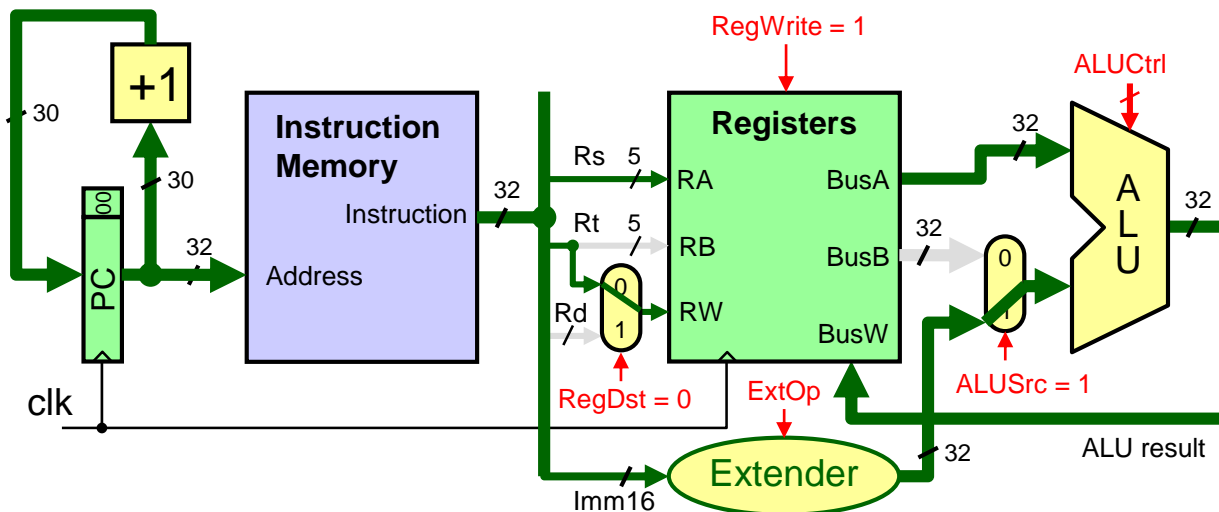 RegWrite = 1
ALUCtrl
+1
30
30
Instruction
Memory
Instruction
Address
32
32
00
PC
clk
Rs
5
Rt
5
Rd
0
1
RegDst = 0
Registers
RA
RB
RW
BusA
BusB
BusW
32
32
0
1
ALUSrc = 1
A
L
U
32
ExtOp
Extender
Imm16
32
ALU result